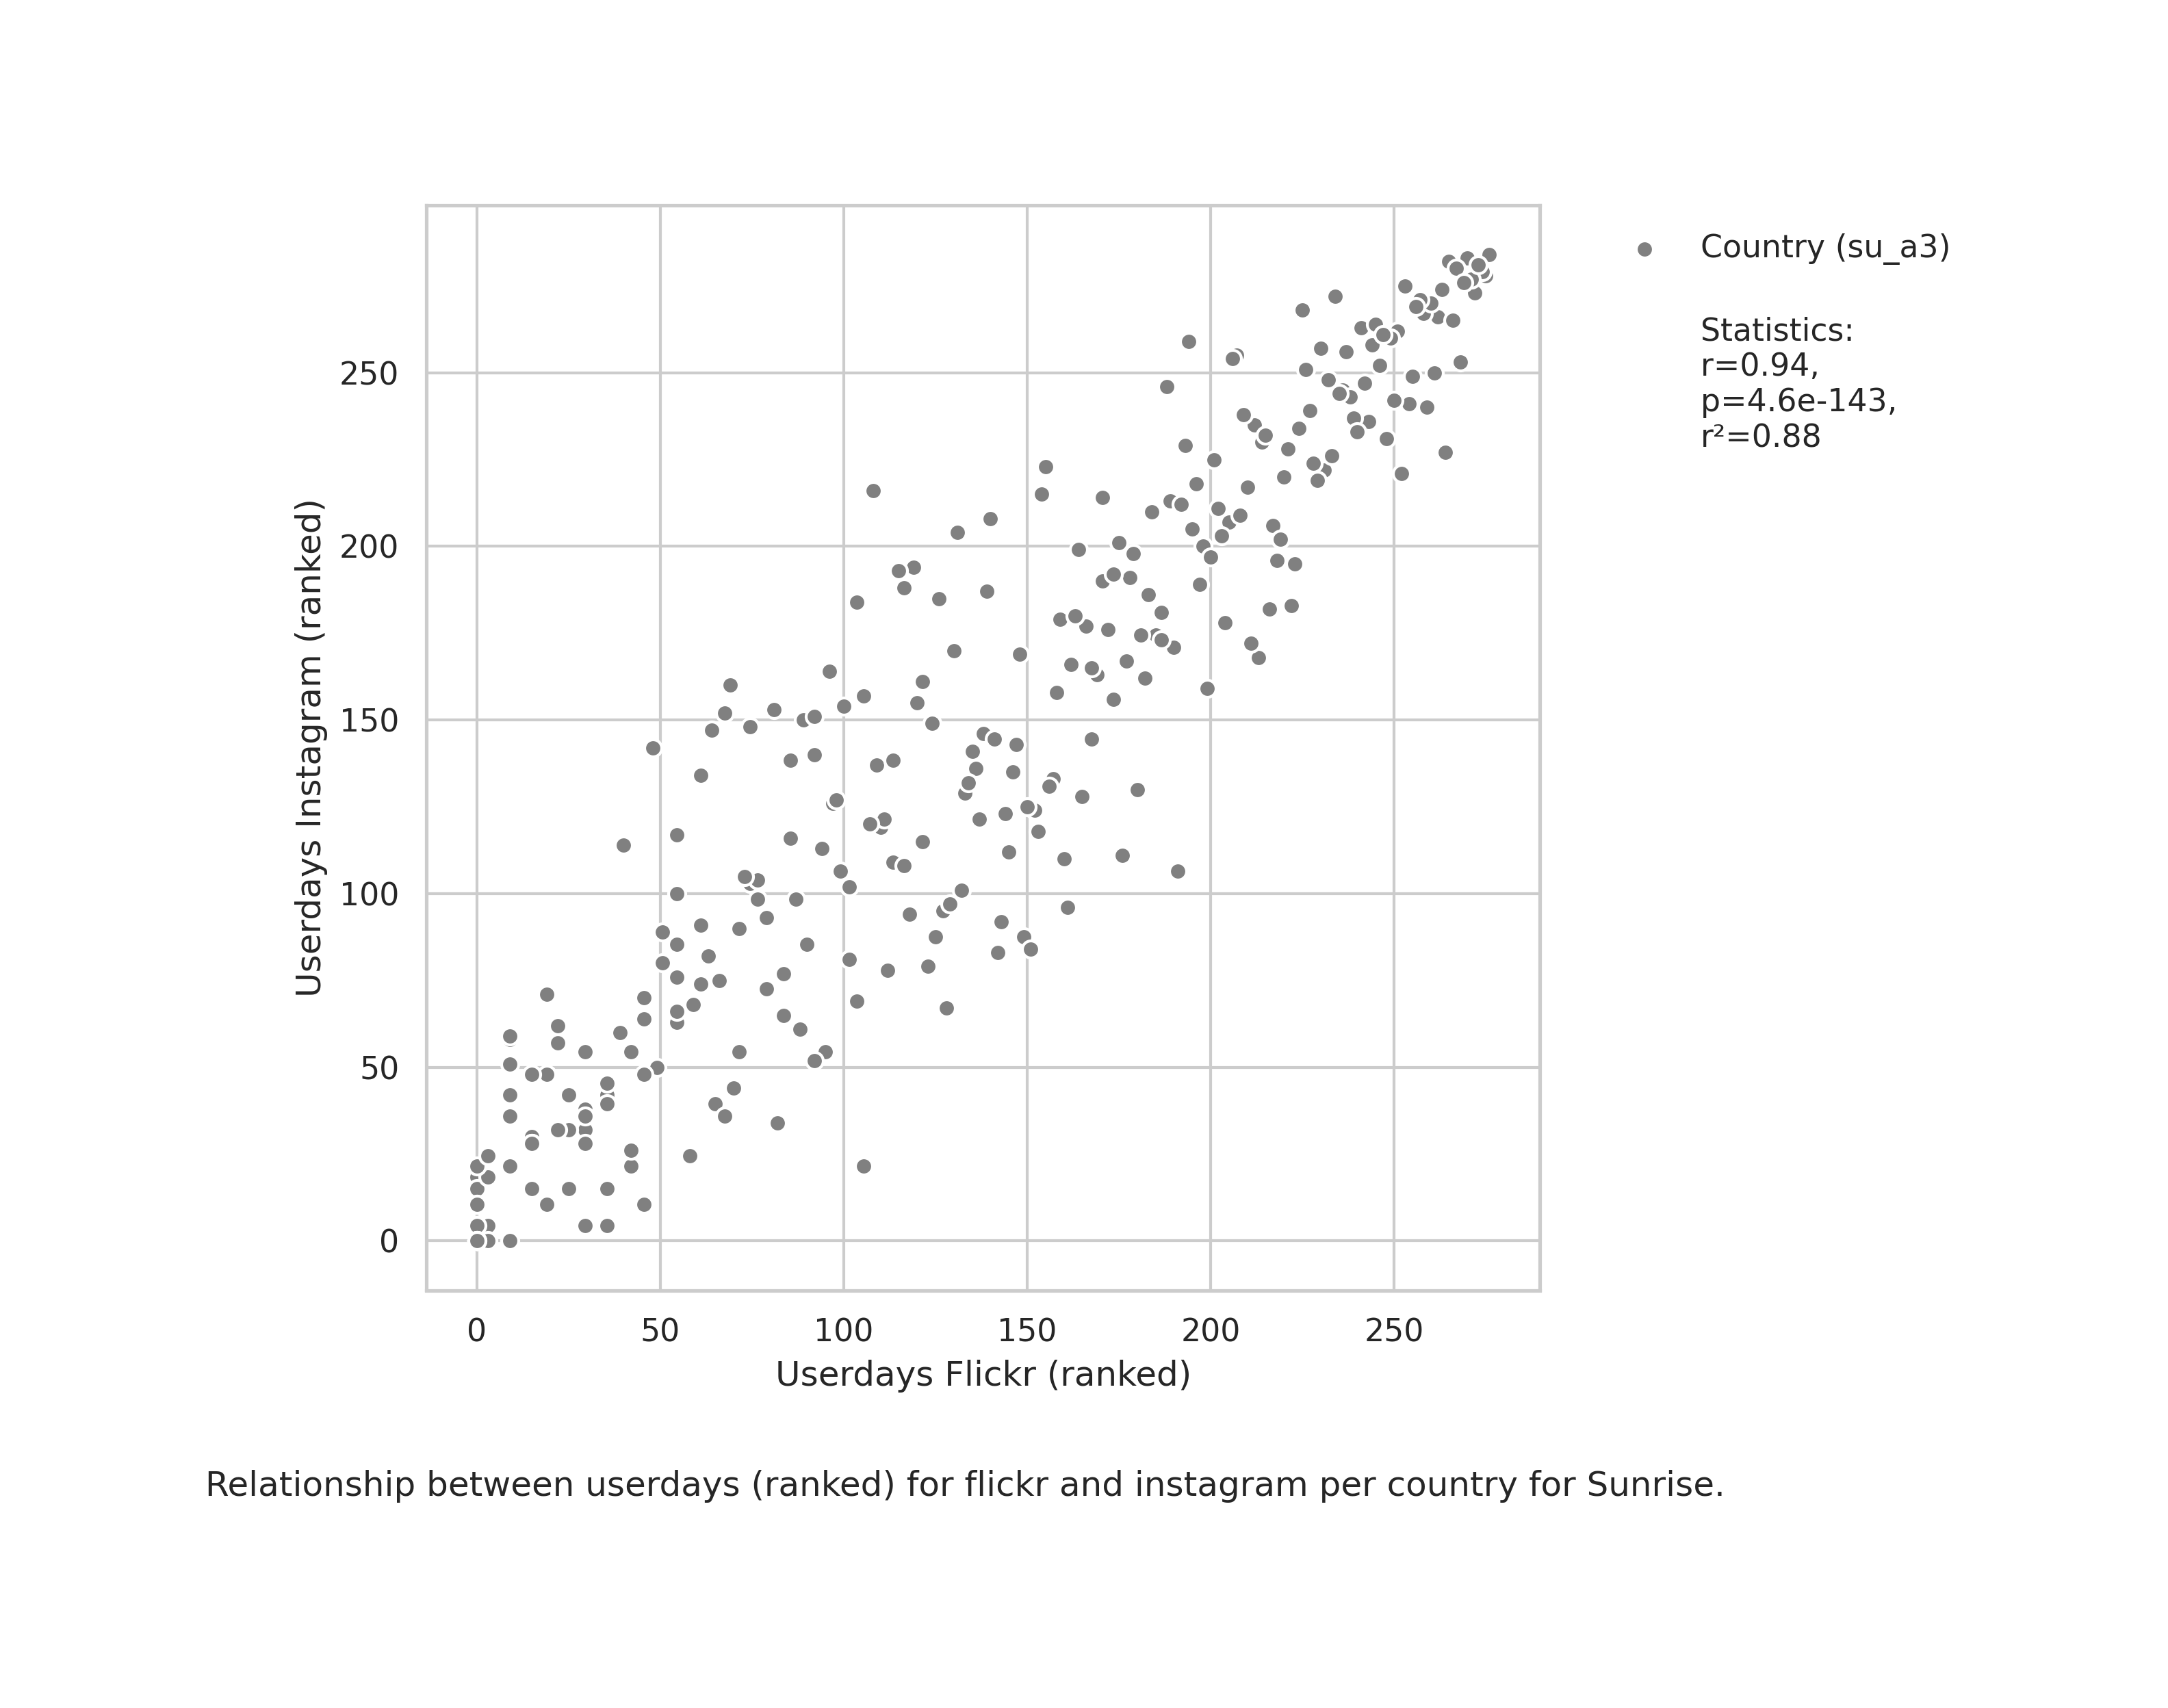 Country (su_a3)
Statistics:
r=0.94,
p=4.6e-143,
r²=0.88
Userdays Instagram (ranked)
250
200
150
100
50
0
0 50 100 150 200 250
Userdays Flickr (ranked)
Relationship between userdays (ranked) for flickr and instagram per country for Sunrise.